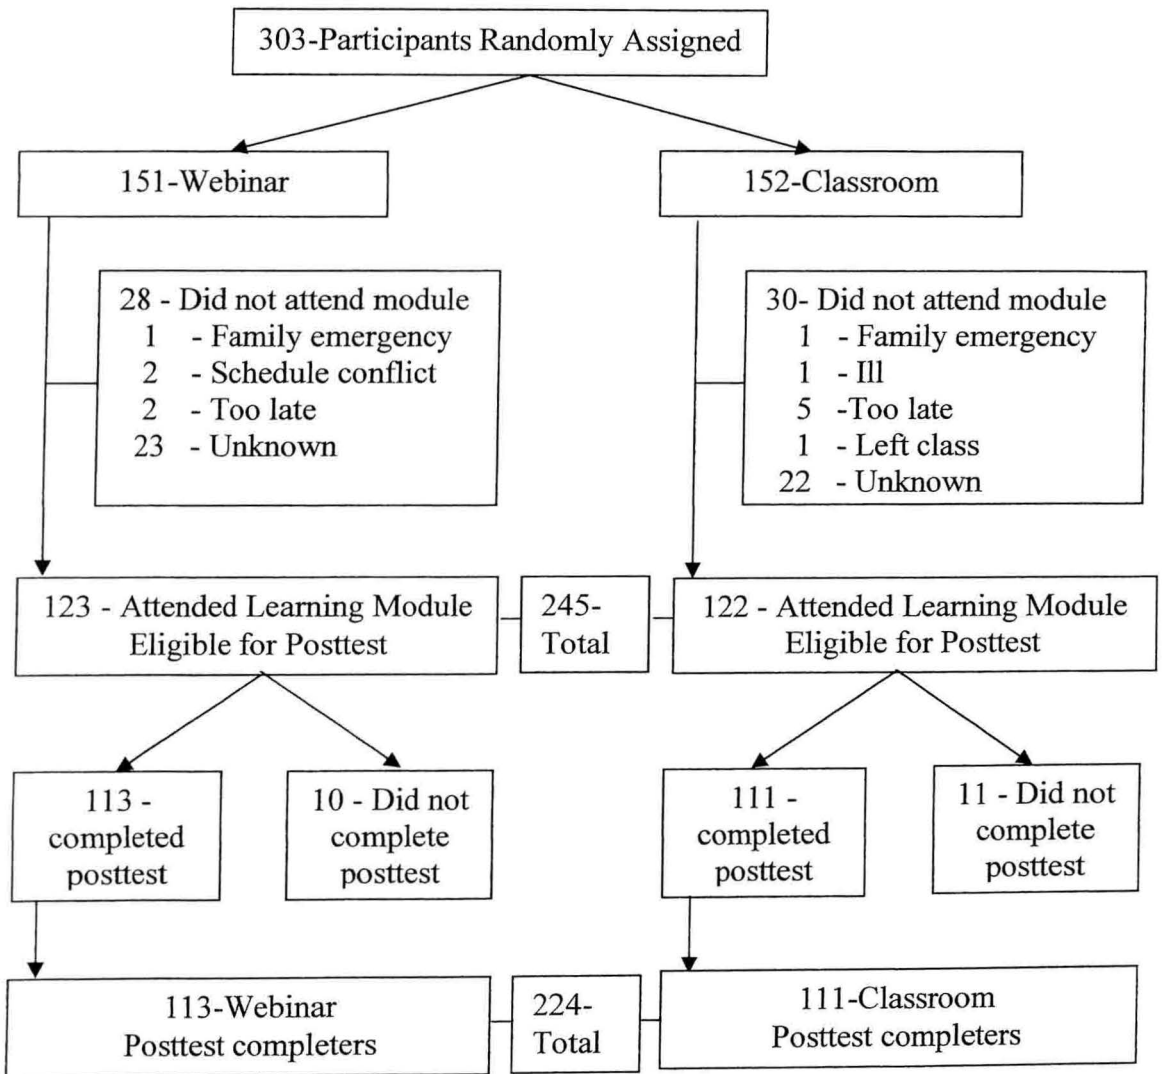 303-Participants Randomly Assigned
151-Webinar
152-Classroom
28 - Did not attend module
1 - Family emergency
2 - Schedule conflict
2 - Too late
23 - Unknown
30- Did not attend module
1 - Family emergency
1 - Ill
5 -Too late
1 - Left class
22 - Unknown
123 - Attended Learning Module
Eligible for Posttest
245-
Total
122 - Attended Learning Module
Eligible for Posttest
113 -
completed
posttest
10 - Did not
complete
posttest
111 -
completed
posttest
11 - Did not
complete
posttest
113-Webinar
Posttest completers
224-
Total
111-Classroom
Posttest completers